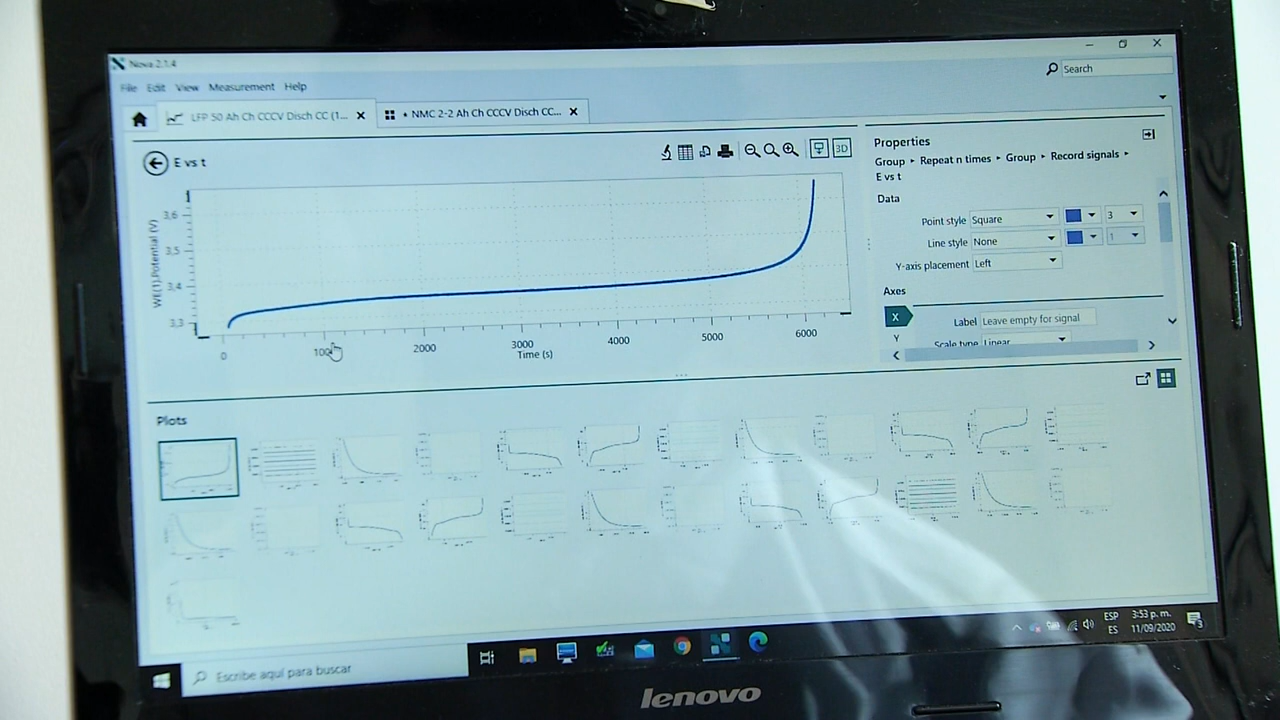 Nova 2.1.4
File Edit View Measurement Help
Search
LFP 50 Ah Ch CCCV Disch CC (1...
• NMC 2-2 Ah Ch CCCV Disch CC...
E vs t
3D
WE(1).Potential (V)
3,6
3,5
3,4
3,3
0
1000
2000
3000
4000
5000
6000
Time (s)
Properties
Group ▸ Repeat n times ▸ Group ▸ Record signals ▸
E vs t
Data
Point style Square 3
Line style None 1
Y-axis placement Left
Axes
X
Label Leave empty for signal
Y
Scale type Linear
Plots
Escribe aquí para buscar
ESP
ES
3:53 p. m.
11/09/2020
3
lenovo